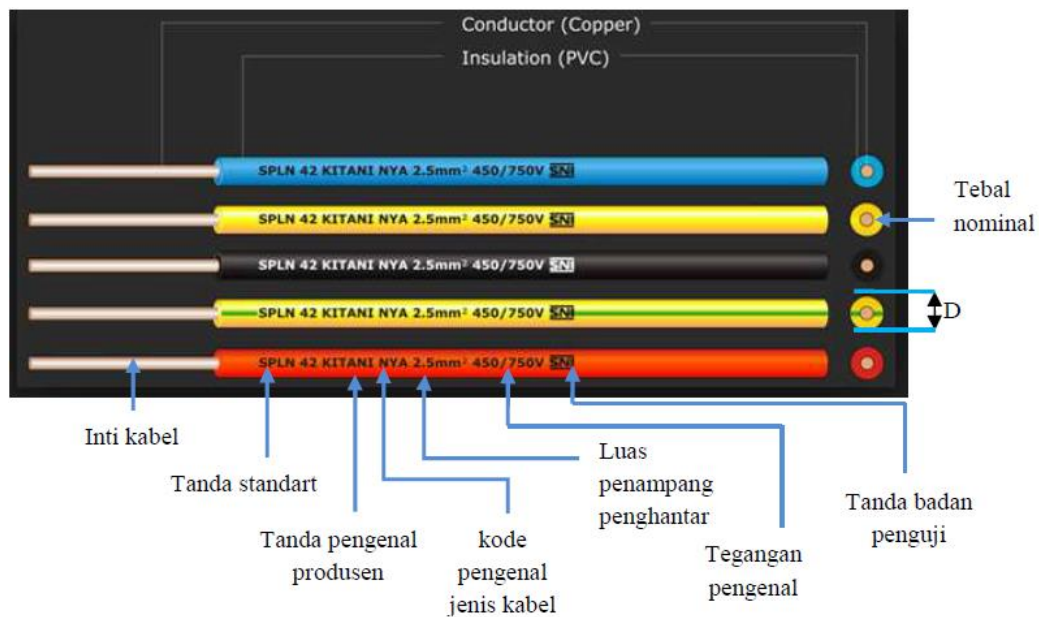 Conductor (Copper)
Insulation (PVC)
SPLN 42 KITANI NYA 2.5mm² 450/750V SNI
SPLN 42 KITANI NYA 2.5mm² 450/750V SNI
SPLN 42 KITANI NYA 2.5mm² 450/750V SNI
SPLN 42 KITANI NYA 2.5mm² 450/750V SNI
SPLN 42 KITANI NYA 2.5mm² 450/750V SNI
Tebal
nominal
D
Inti kabel
Tanda standart
Tanda pengenal
produsen
kode
pengenal
jenis kabel
Luas
penampang
penghantar
Tegangan
pengenal
Tanda badan
penguji